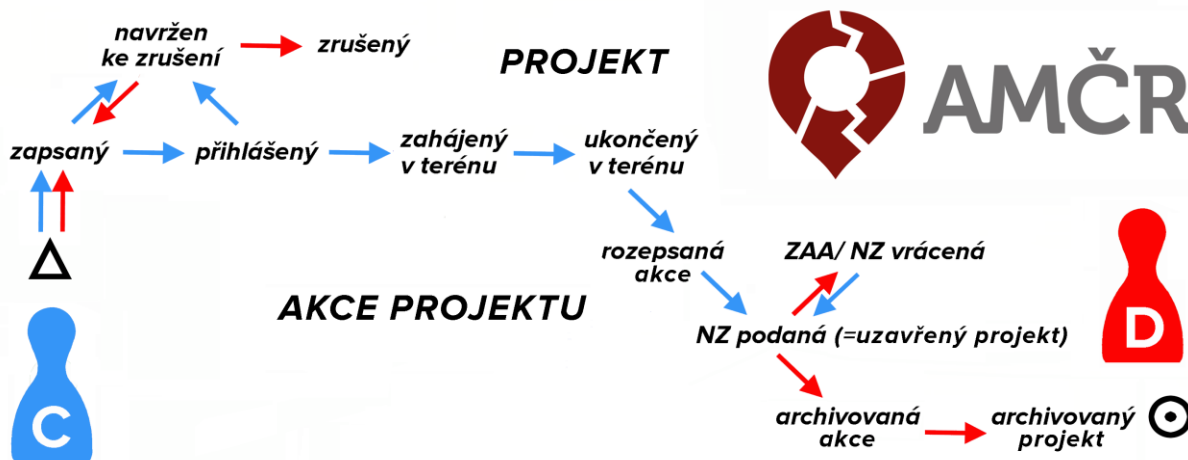 navržen
ke zrušení
zrušený
PROJEKT
AMČR
zapsaný
přihlášený
zahájený
v terénu
ukončený
v terénu
rozepsaná
akce
ZAA/ NZ vrácená
AKCE PROJEKTU
NZ podaná (=uzavřený projekt)
D
C
archivovaná
akce
archivovaný
projekt